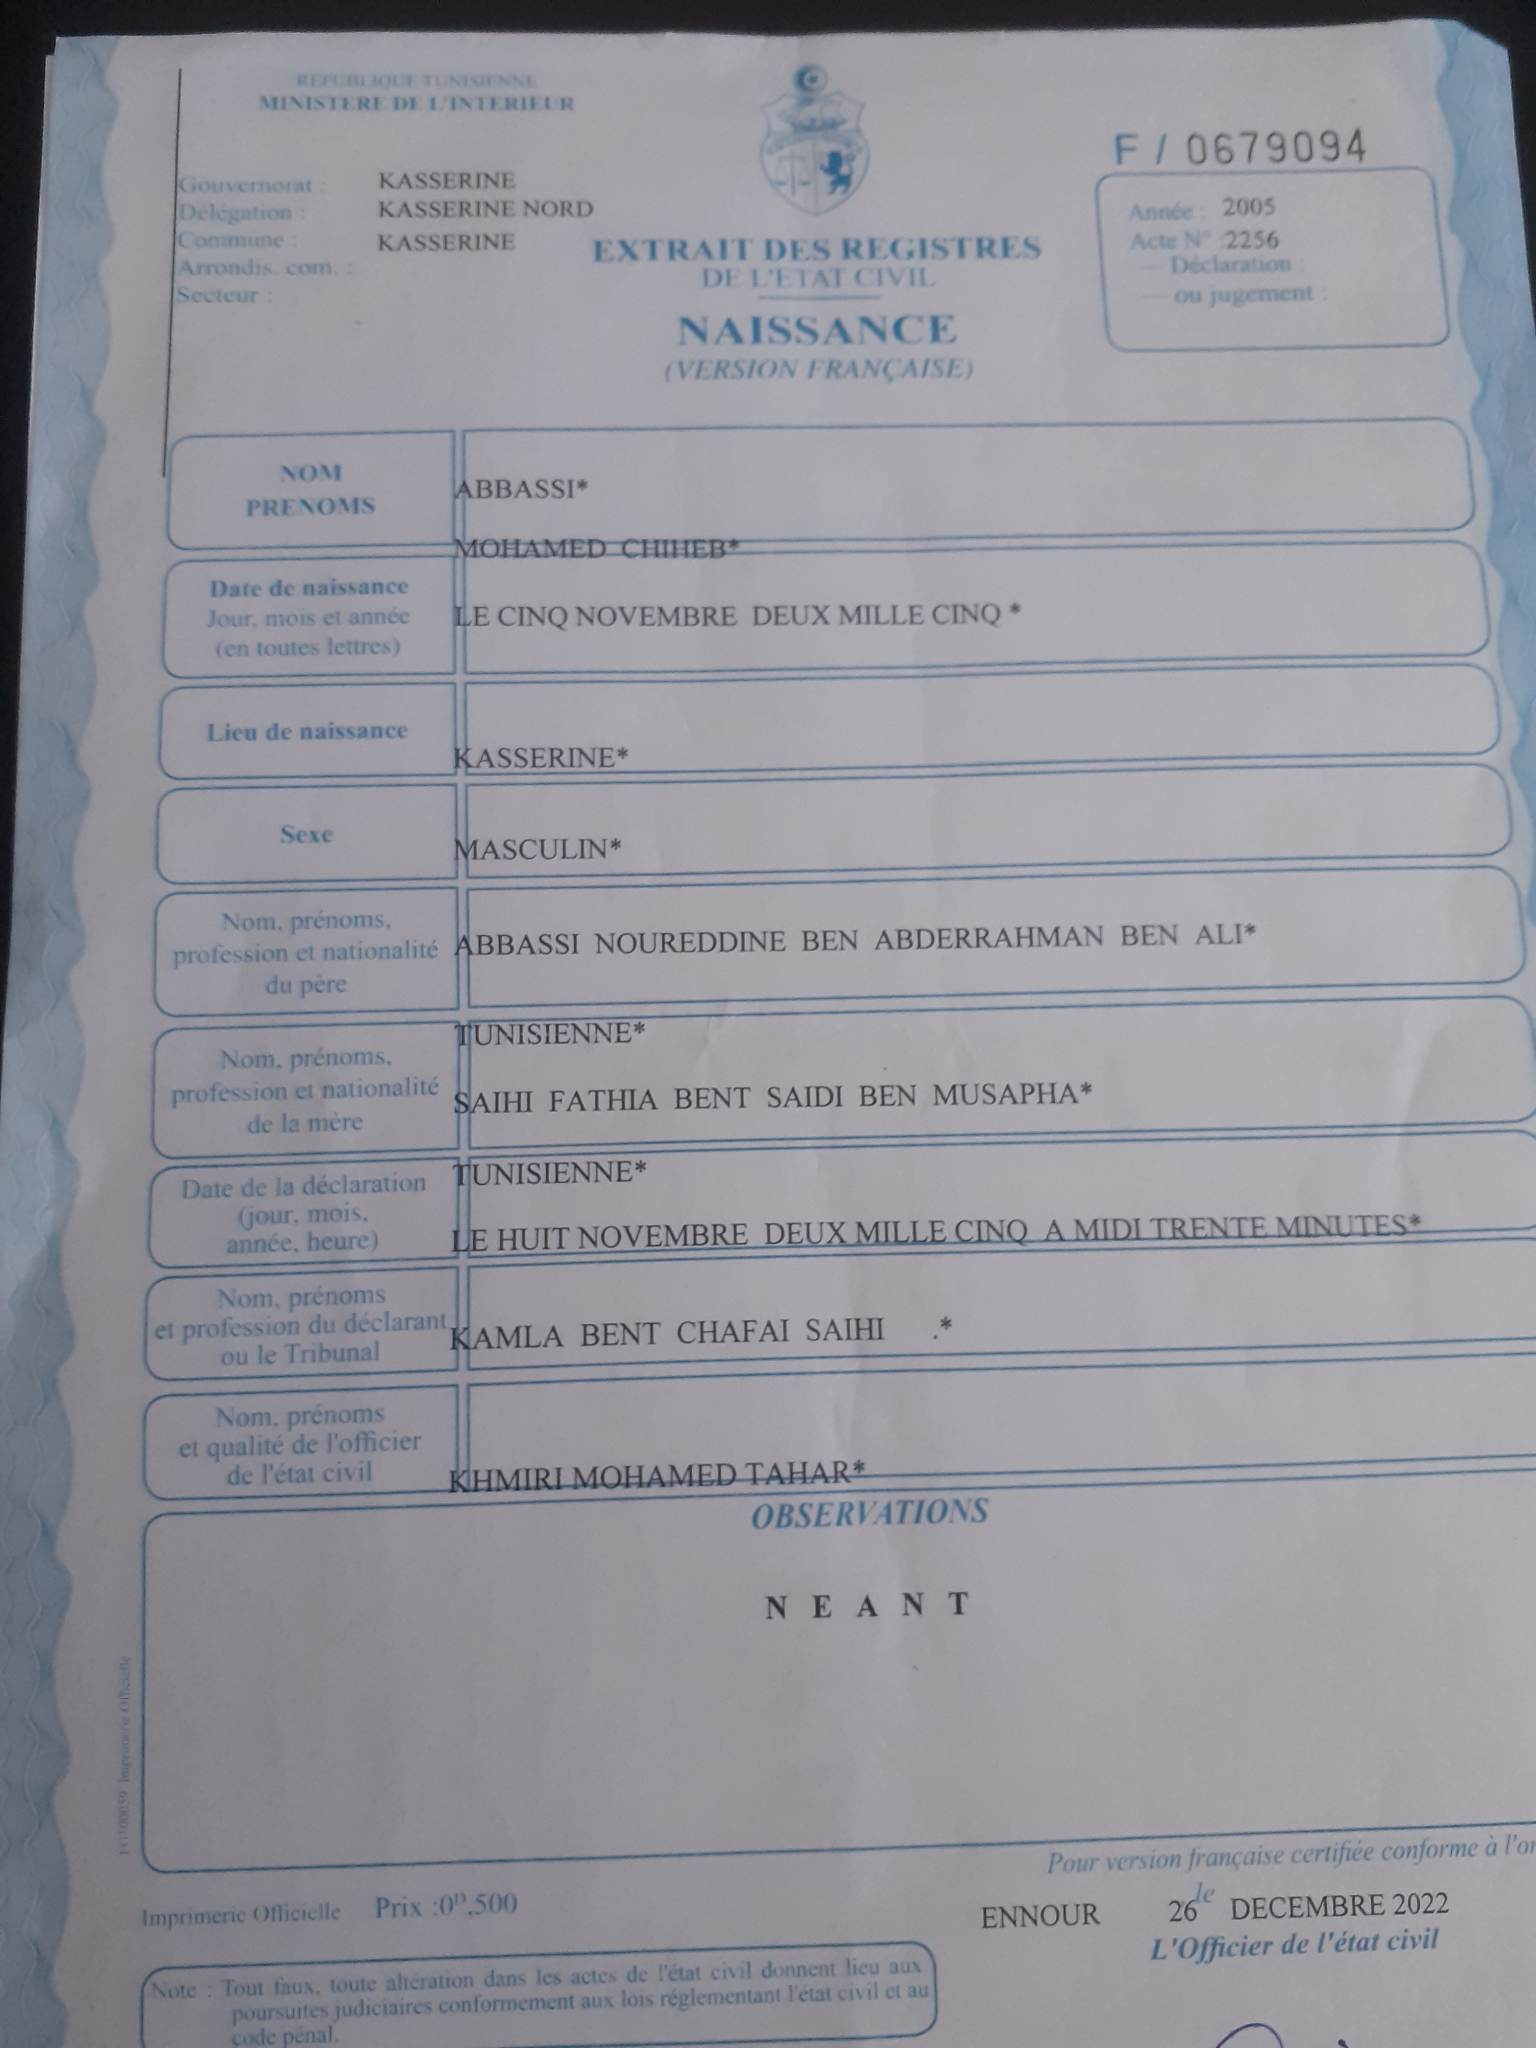 REPUBLIQUE TUNISIENNE
MINISTERE DE L'INTERIEUR
F / 0679094
Gouvernorat : KASSERINE
Délégation : KASSERINE NORD
Commune : KASSERINE
Arrondis. com. :
Secteur :
Année : 2005
Acte N° :2256
— Déclaration :
— ou jugement :
EXTRAIT DES REGISTRES
DE L'ETAT CIVIL
NAISSANCE
(VERSION FRANÇAISE)
NOM
PRENOMS
ABBASSI*
MOHAMED CHIHEB*
Date de naissance
Jour, mois et année
(en toutes lettres)
LE CINQ NOVEMBRE DEUX MILLE CINQ *
Lieu de naissance
KASSERINE*
Sexe
MASCULIN*
Nom, prénoms,
profession et nationalité
du père
ABBASSI NOUREDDINE BEN ABDERRAHMAN BEN ALI*
TUNISIENNE*
Nom, prénoms,
profession et nationalité
de la mère
SAIHI FATHIA BENT SAIDI BEN MUSAPHA*
TUNISIENNE*
Date de la déclaration
(jour, mois,
année, heure)
LE HUIT NOVEMBRE DEUX MILLE CINQ A MIDI TRENTE MINUTES*
Nom, prénoms
et profession du déclarant
ou le Tribunal
KAMLA BENT CHAFAI SAIHI .*
Nom, prénoms
et qualité de l'officier
de l'état civil
KHMIRI MOHAMED TAHAR*
OBSERVATIONS
N E A N T
Imprimerie Officielle
Pour version française certifiée conforme à
Imprimerie Officielle Prix :0ᴰ,500
ENNOUR 26 le DECEMBRE 2022
L'Officier de l'état civil
Note : Tout faux, toute altération dans les actes de l'état civil donnent lieu aux
poursuites judiciaires conformement aux lois réglementant l'état civil et au
code pénal.